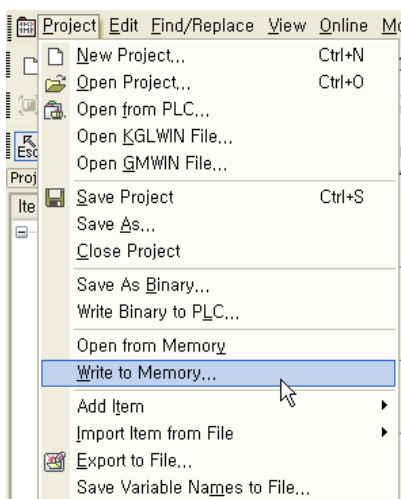 Project Edit Find/Replace View Online
New Project... Ctrl+N
Open Project... Ctrl+O
Open from PLC...
Open KGLWIN File...
Esc
Open GMWIN File...
Proj
Save Project Ctrl+S
Ite
Save As...
Close Project
Save As Binary...
Write Binary to PLC...
Open from Memory
Write to Memory...
Add Item
Import Item from File
Export to File...
Save Variable Names to File...